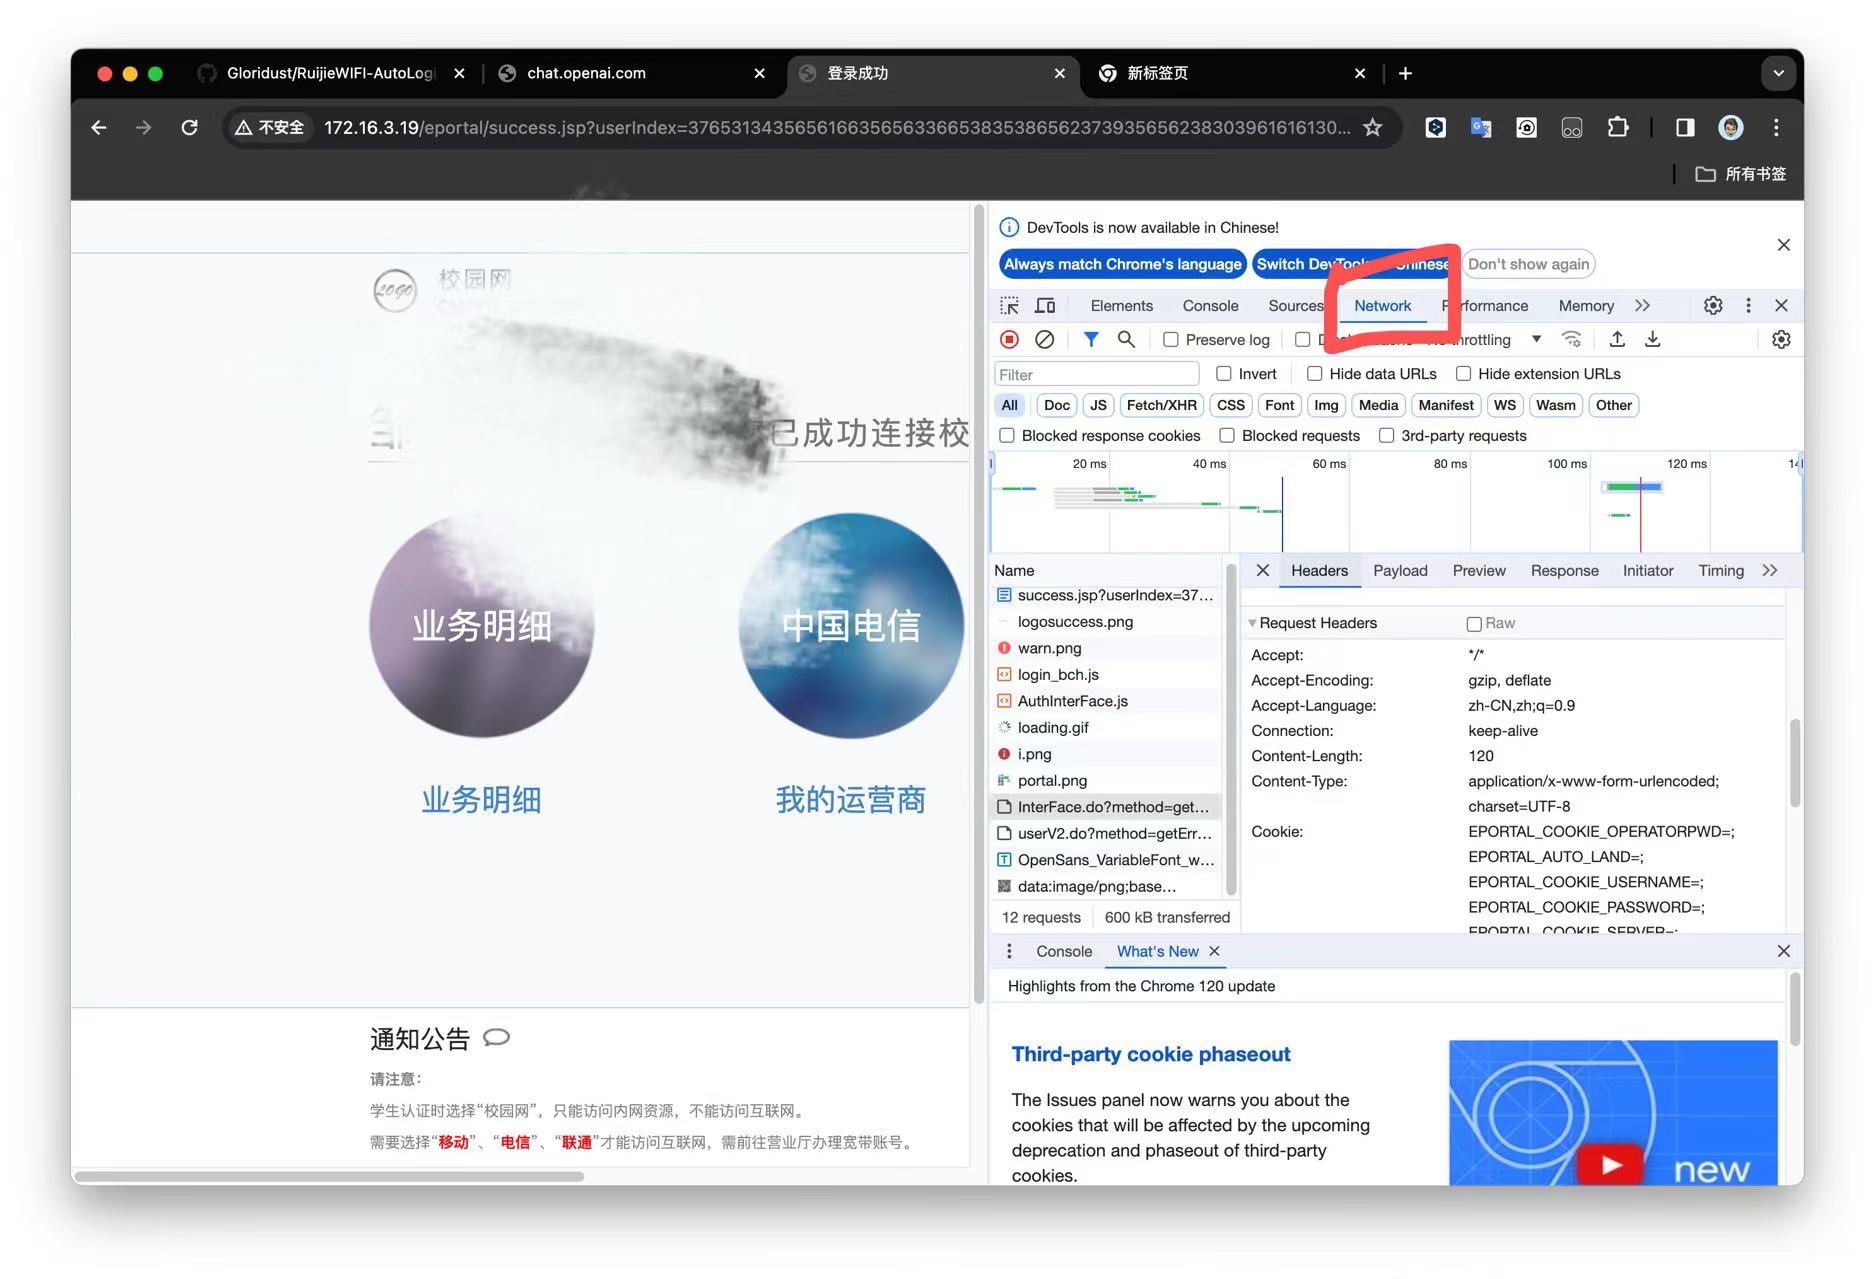 Gloridust/RuijieWIFI-AutoLogi
chat.openai.com
登录成功
新标签页
不安全
172.16.3.19/eportal/success.jsp?userIndex=376531343565616635656336653835386562373935656238303961616130...
所有书签
LOGO 校园网
已成功连接校
业务明细
中国电信
业务明细
我的运营商
通知公告
请注意：
学生认证时选择“校园网”，只能访问内网资源，不能访问互联网。
需要选择“移动”、“电信”、“联通”才能访问互联网，需前往营业厅办理宽带账号。
DevTools is now available in Chinese!
Always match Chrome's language
Switch DevTools Chinese
Don't show again
Elements Console Sources Network Performance Memory
Preserve log throttling
Filter Invert Hide data URLs Hide extension URLs
All Doc JS Fetch/XHR CSS Font Img Media Manifest WS Wasm Other
Blocked response cookies Blocked requests 3rd-party requests
20 ms 40 ms 60 ms 80 ms 100 ms 120 ms
Name
success.jsp?userIndex=37...
logosuccess.png
warn.png
login_bch.js
AuthInterFace.js
loading.gif
i.png
portal.png
InterFace.do?method=get...
userV2.do?method=getErr...
OpenSans_VariableFont_w...
data:image/png;base...
12 requests 600 kB transferred
Headers Payload Preview Response Initiator Timing
Request Headers Raw
Accept: */*
Accept-Encoding: gzip, deflate
Accept-Language: zh-CN,zh;q=0.9
Connection: keep-alive
Content-Length: 120
Content-Type: application/x-www-form-urlencoded;
charset=UTF-8
Cookie: EPORTAL_COOKIE_OPERATORPWD=;
EPORTAL_AUTO_LAND=;
EPORTAL_COOKIE_USERNAME=;
EPORTAL_COOKIE_PASSWORD=;
EPORTAL_COOKIE_SERVER=;
Console What's New
Highlights from the Chrome 120 update
Third-party cookie phaseout
The Issues panel now warns you about the
cookies that will be affected by the upcoming
deprecation and phaseout of third-party
cookies.
new